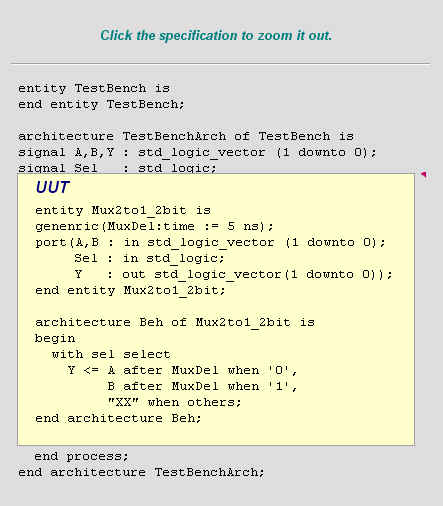 Click the specification to zoom it out.
entity TestBench is
end entity TestBench;
architecture TestBenchArch of TestBench is
signal A,B,Y : std_logic_vector (1 downto 0);
signal Sel   : std_logic;
UUT
entity Mux2to1_2bit is
genenric(MuxDel:time := 5 ns);
port(A,B : in std_logic_vector (1 downto 0);
     Sel : in std_logic;
     Y   : out std_logic_vector(1 downto 0));
end entity Mux2to1_2bit;
architecture Beh of Mux2to1_2bit is
begin
  with sel select
    Y <= A after MuxDel when '0',
         B after MuxDel when '1',
         "XX" when others;
end architecture Beh;
  end process;
end architecture TestBenchArch;